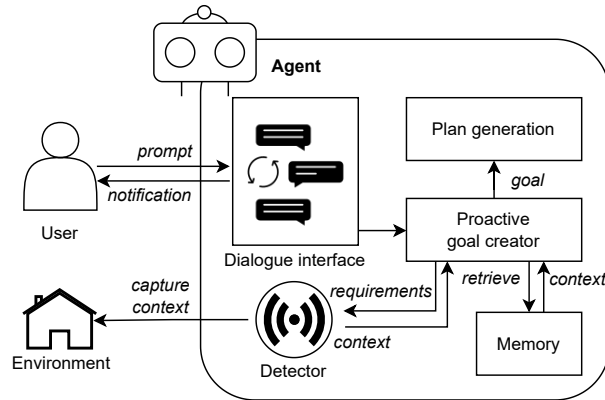 Agent
Plan generation
prompt
notification
goal
User
Proactive
goal creator
Dialogue interface
capture
context
requirements
retrieve
context
context
Environment
Detector
Memory